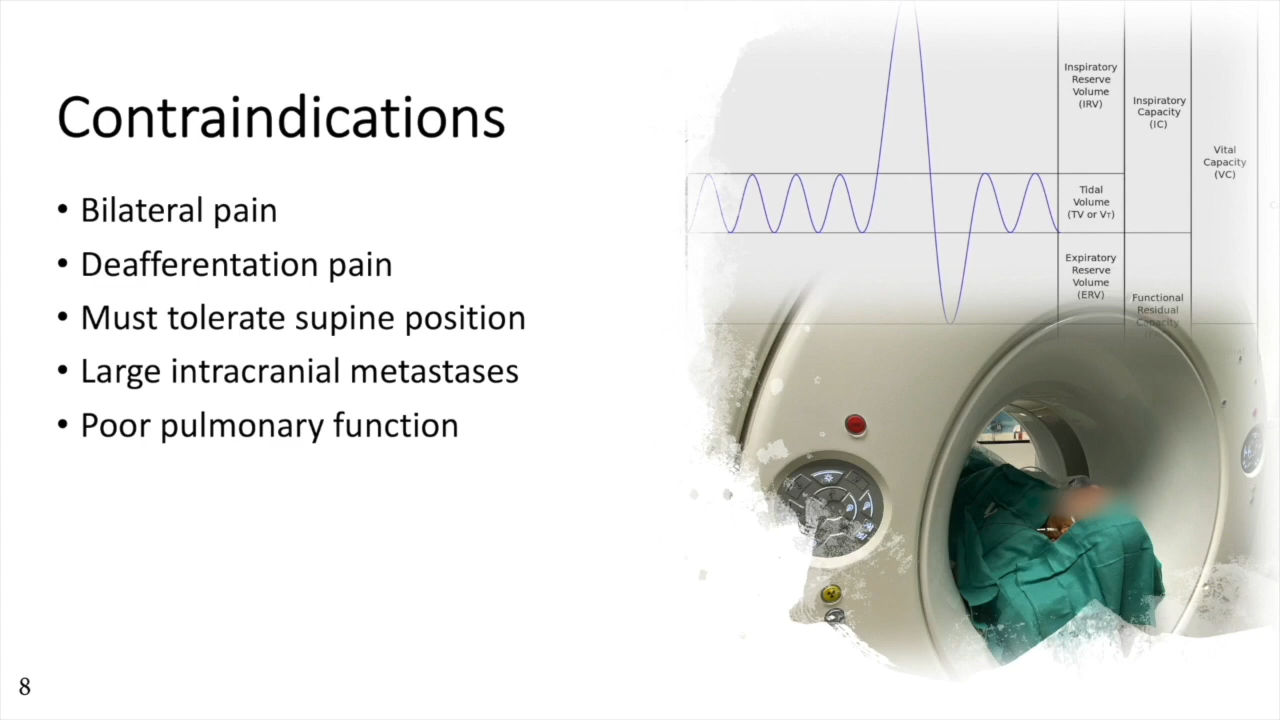 Contraindications
• Bilateral pain
• Deafferentation pain
• Must tolerate supine position
• Large intracranial metastases
• Poor pulmonary function
Inspiratory
Reserve
Volume
(IRV)
Inspiratory
Capacity
(IC)
Vital
Capacity
(VC)
Tidal
Volume
(TV or VT)
Expiratory
Reserve
Volume
(ERV)
Functional
Residual
Capacity
8